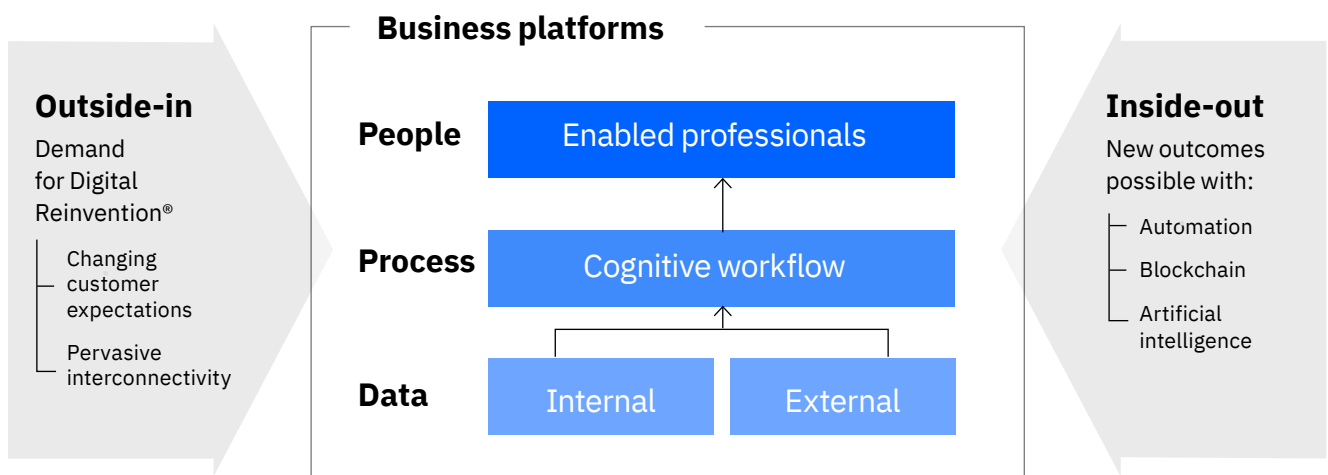 Business platforms
Outside-in
Demand
for Digital
Reinvention®
Changing
customer
expectations
Pervasive
interconnectivity
People
Enabled professionals
Process
Cognitive workflow
Data
Internal
External
Inside-out
New outcomes
possible with:
Automation
Blockchain
Artificial
intelligence